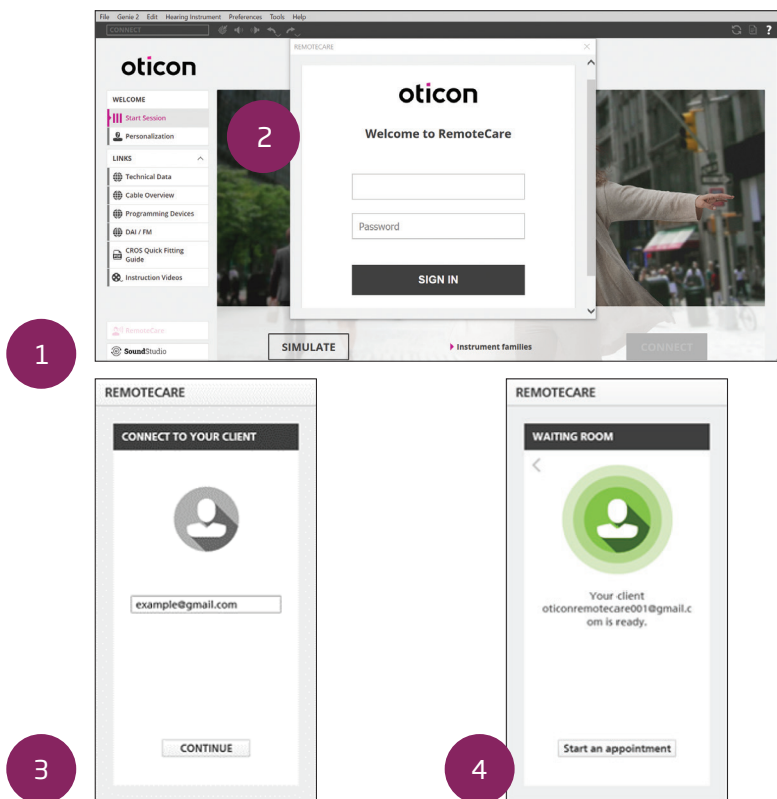 File Genie 2 Edit Hearing Instrument Preferences Tools Help
CONNECT
?
REMOTECARE
oticon
WELCOME
Start Session
Personalization
LINKS
Technical Data
Cable Overview
Programming Devices
DAI / FM
CROS Quick Fitting
Guide
Instruction Videos
RemoteCare
SoundStudio
1
2
oticon
Welcome to RemoteCare
Password
SIGN IN
SIMULATE
Instrument families
CONNECT
REMOTECARE
CONNECT TO YOUR CLIENT
example@gmail.com
CONTINUE
3
REMOTECARE
WAITING ROOM
Your client
oticonremotecare001@gmail.c
om is ready.
Start an appointment
4